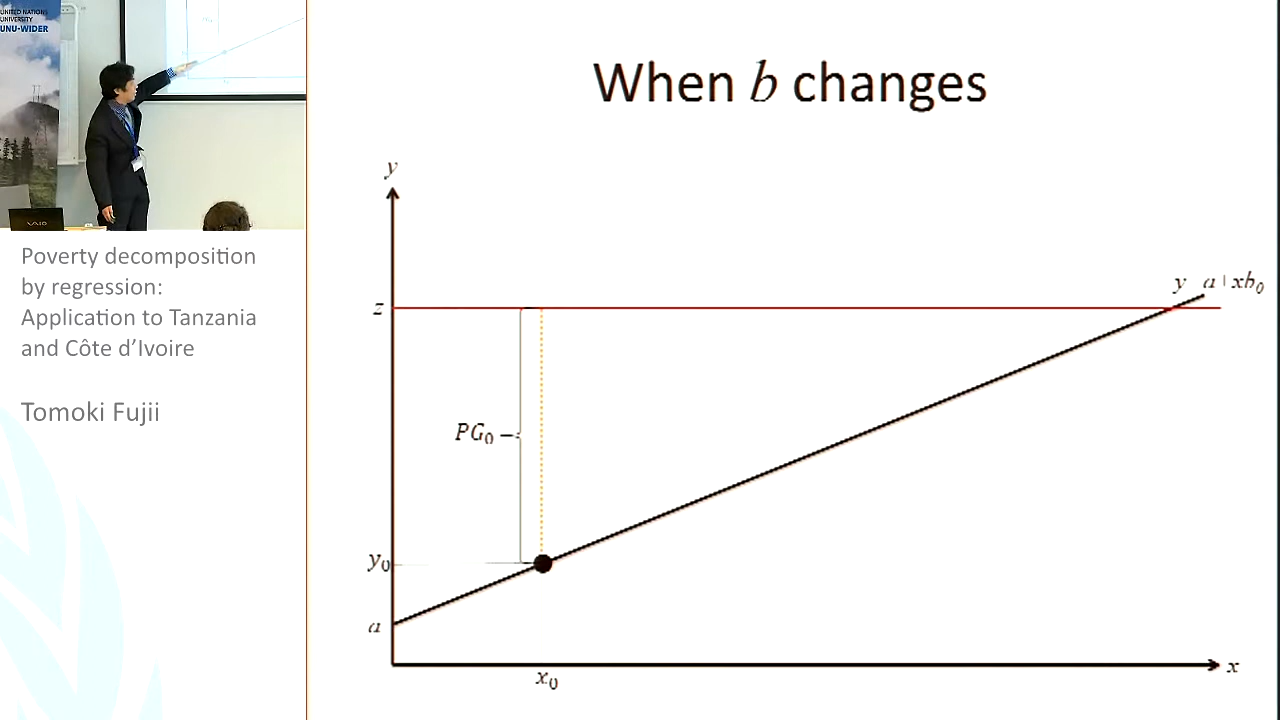 UNITED NATIONS
UNIVERSITY
UNU-WIDER
VAIO
Poverty decomposition
by regression:
Application to Tanzania
and Côte d’Ivoire
Tomoki Fujii
When b changes
y
y a + xb₀
z
PG₀
y₀
a
x
x₀